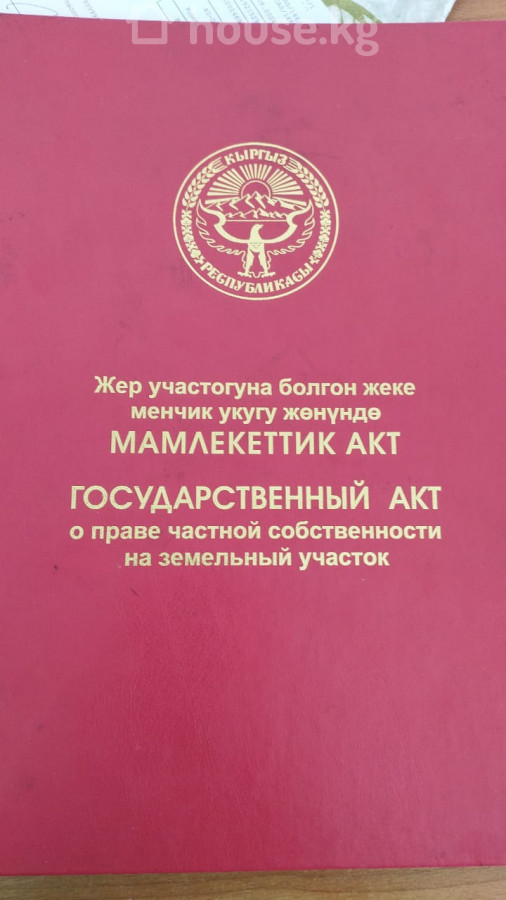 house.kg
КЫРГЫЗ
РЕСПУБЛИКАСЫ
Жер участогуна болгон жеке
менчик укугу жөнүндө
МАМЛЕКЕТТИК АКТ
ГОСУДАРСТВЕННЫЙ АКТ
о праве частной собственности
на земельный участок